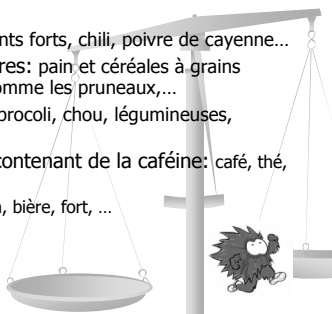 nts forts, chili, poivre de cayenne…
res: pain et céréales à grains
omme les pruneaux,…
brocoli, chou, légumineuses,
contenant de la caféine: café, thé,
, bière, fort, …